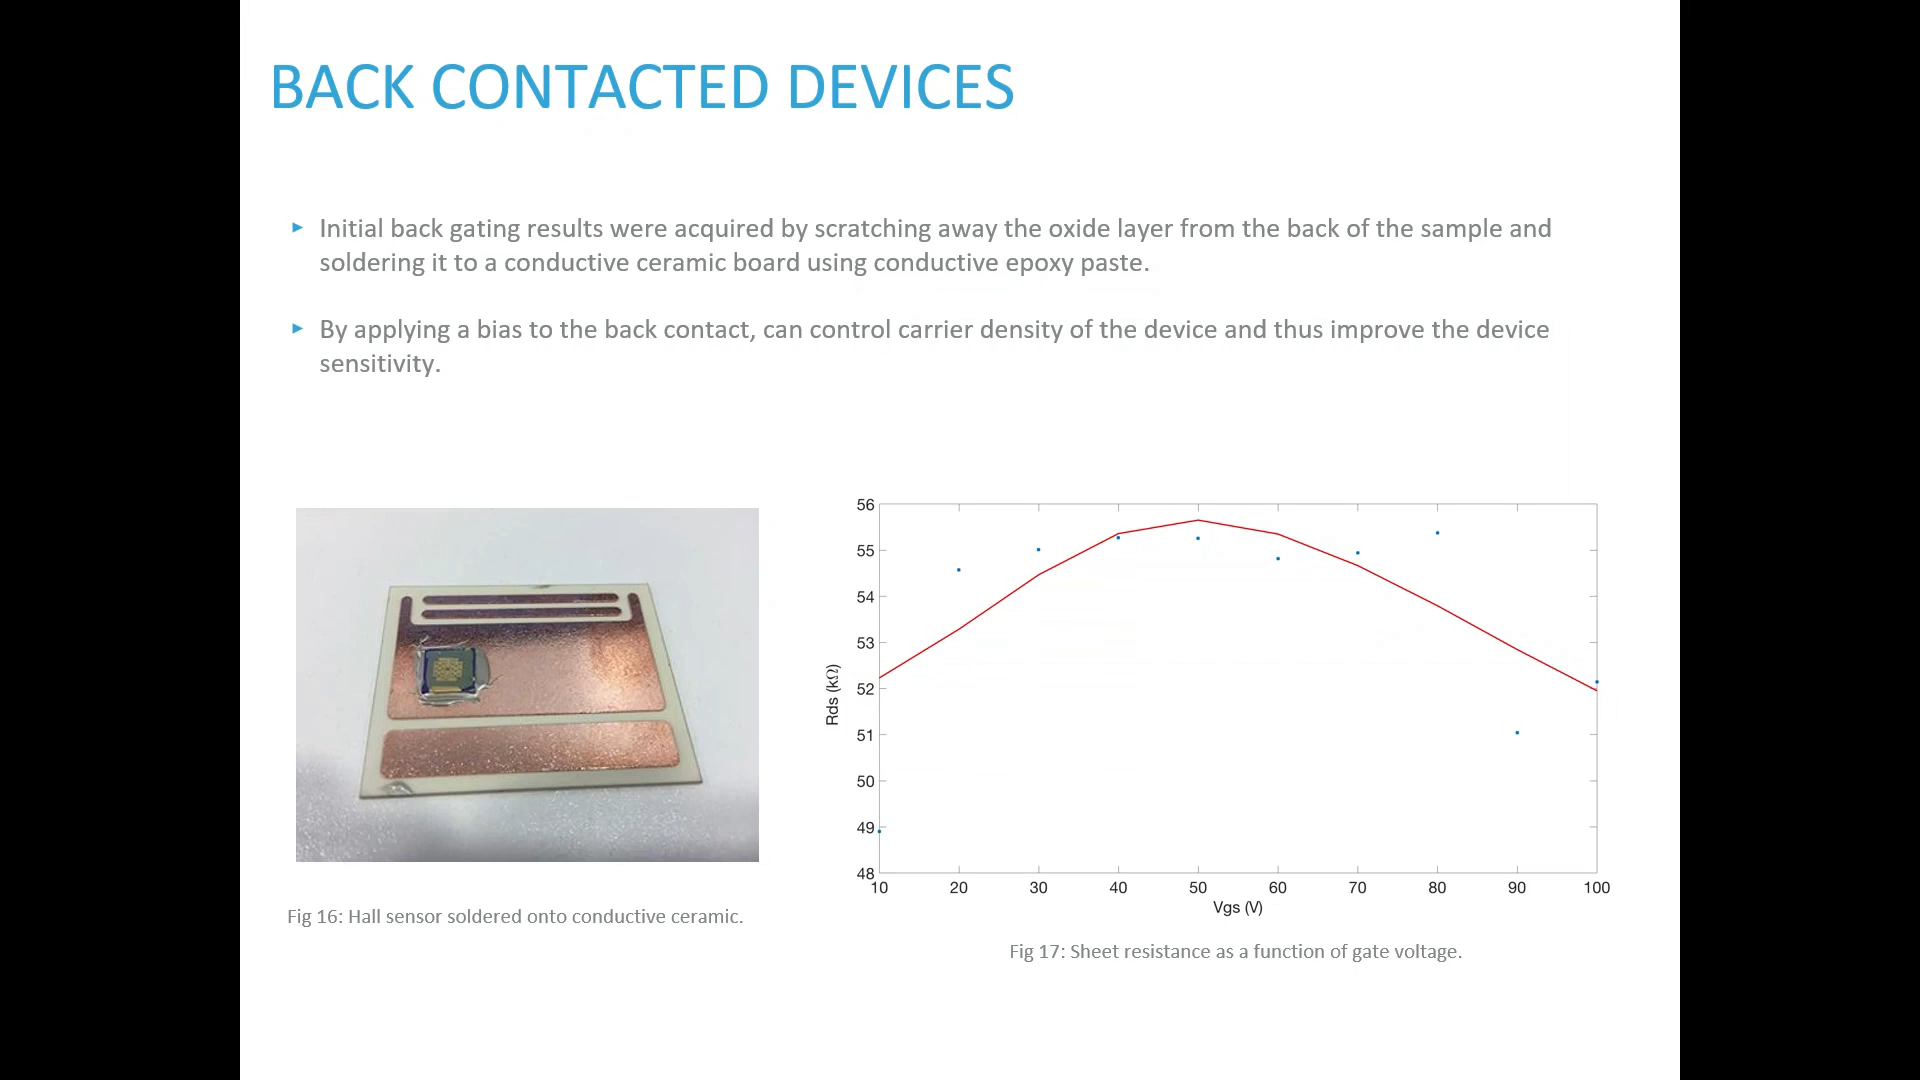 BACK CONTACTED DEVICES
▸ Initial back gating results were acquired by scratching away the oxide layer from the back of the sample and
soldering it to a conductive ceramic board using conductive epoxy paste.
▸ By applying a bias to the back contact, can control carrier density of the device and thus improve the device
sensitivity.
Fig 16: Hall sensor soldered onto conductive ceramic.
56
55
54
53
52
51
50
49
48
Rds (kΩ)
10 20 30 40 50 60 70 80 90 100
Vgs (V)
Fig 17: Sheet resistance as a function of gate voltage.